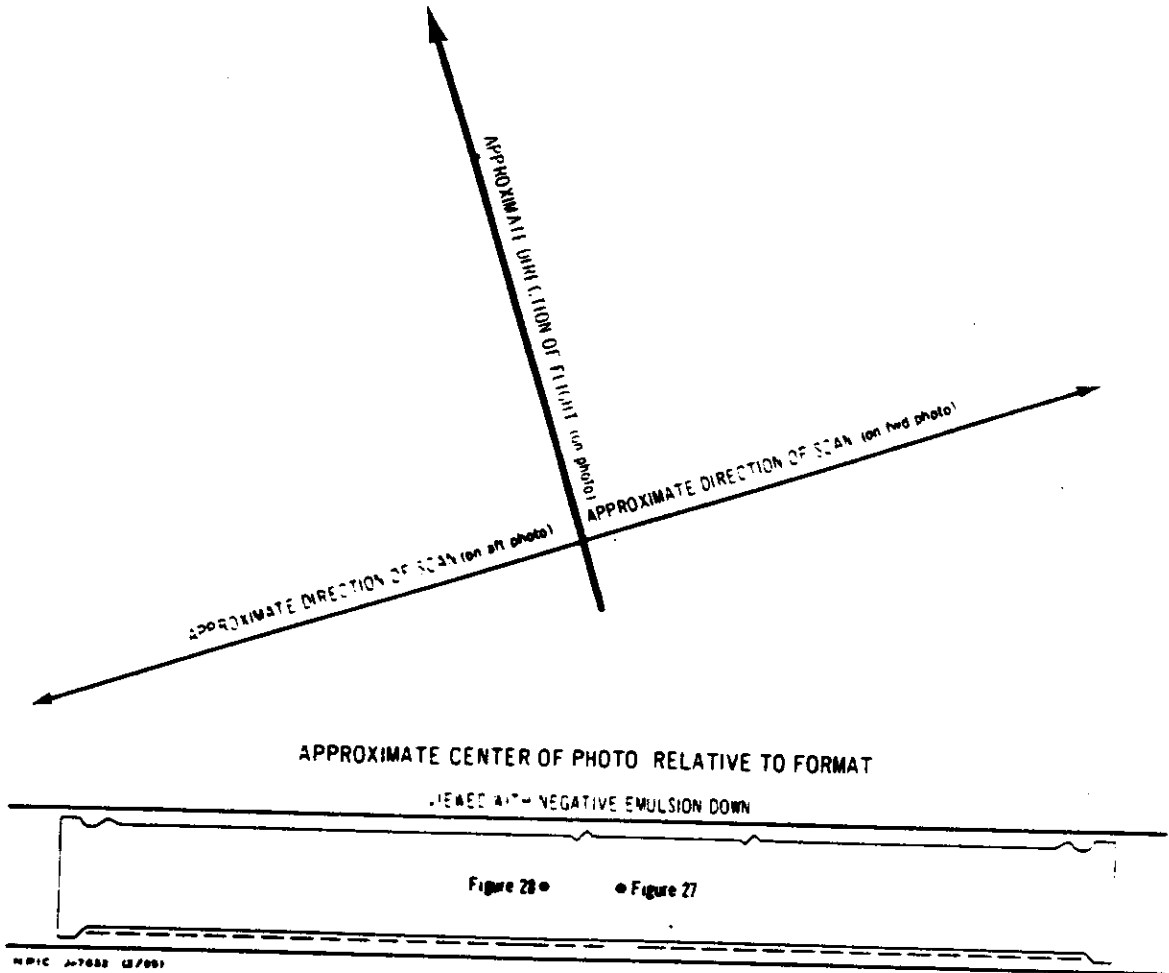 APPROXIMATE DIRECTION OF FLIGHT (on photo)
APPROXIMATE DIRECTION OF SCAN (on fwd photo)
APPROXIMATE DIRECTION OF SCAN (on aft photo)
APPROXIMATE CENTER OF PHOTO RELATIVE TO FORMAT
VIEWED WITH NEGATIVE EMULSION DOWN
Figure 28 Figure 27
NPIC